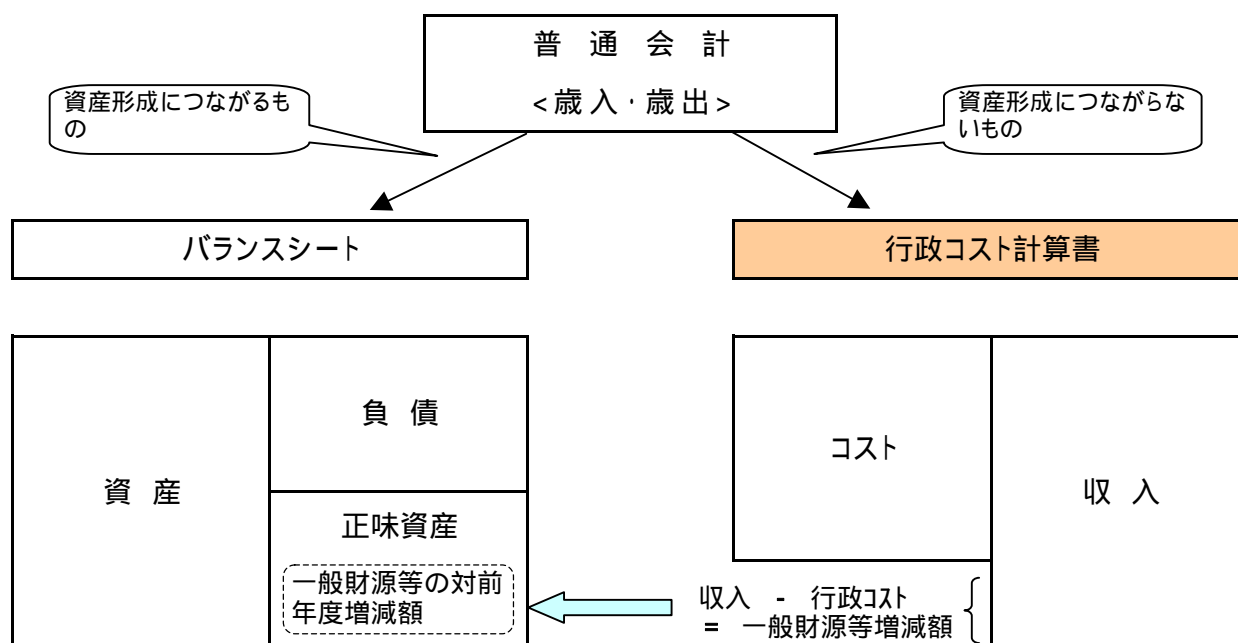 普 通 会 計
<歳入・歳出>
資産形成につながるも
の
資産形成につながらな
いもの
バランスシート
行政コスト計算書
資 産
負 債
正味資産
一般財源等の対前
年度増減額
コスト
収 入
収入 - 行政コスト
= 一般財源等増減額